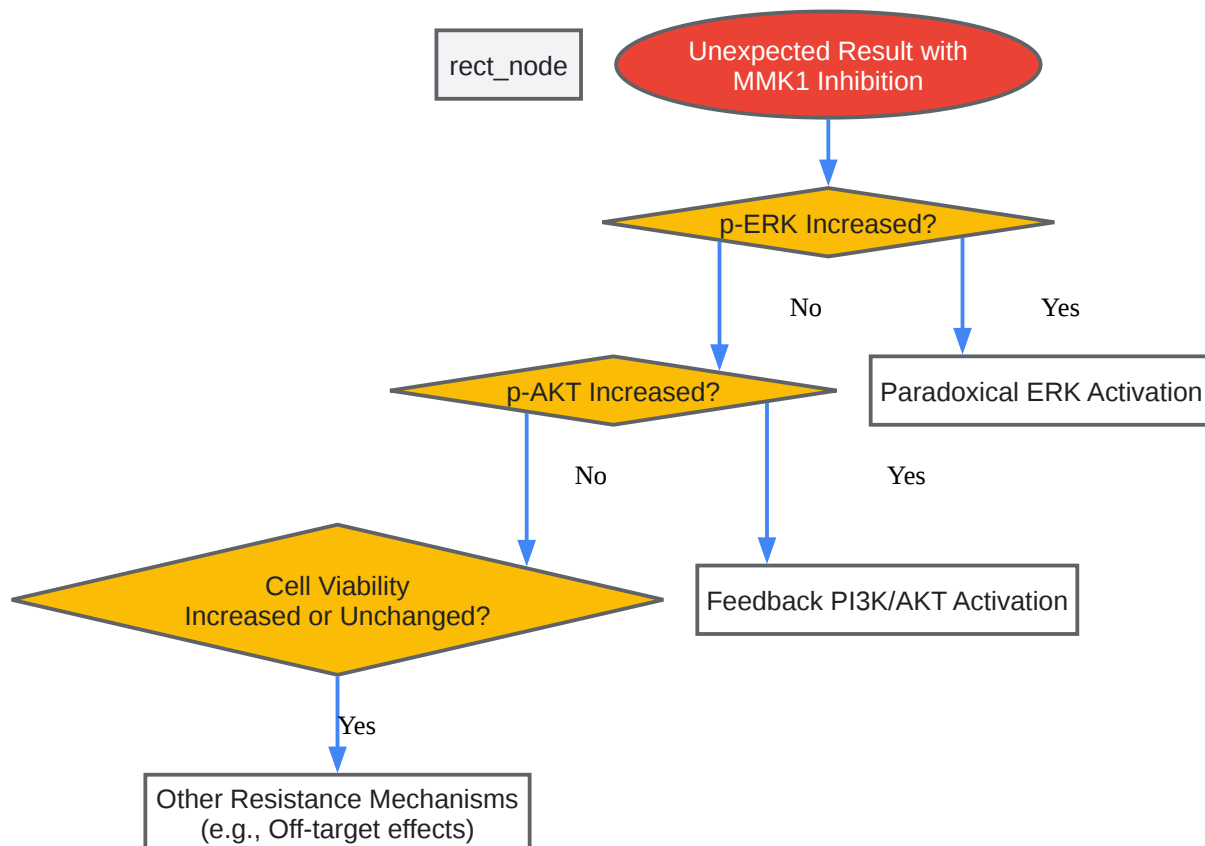 rect_node
Unexpected Result with
MMK1 Inhibition
p-ERK Increased?
No
Yes
p-AKT Increased?
Paradoxical ERK Activation
No
Yes
Cell Viability
Increased or Unchanged?
Feedback PI3K/AKT Activation
Yes
Other Resistance Mechanisms
(e.g., Off-target effects)